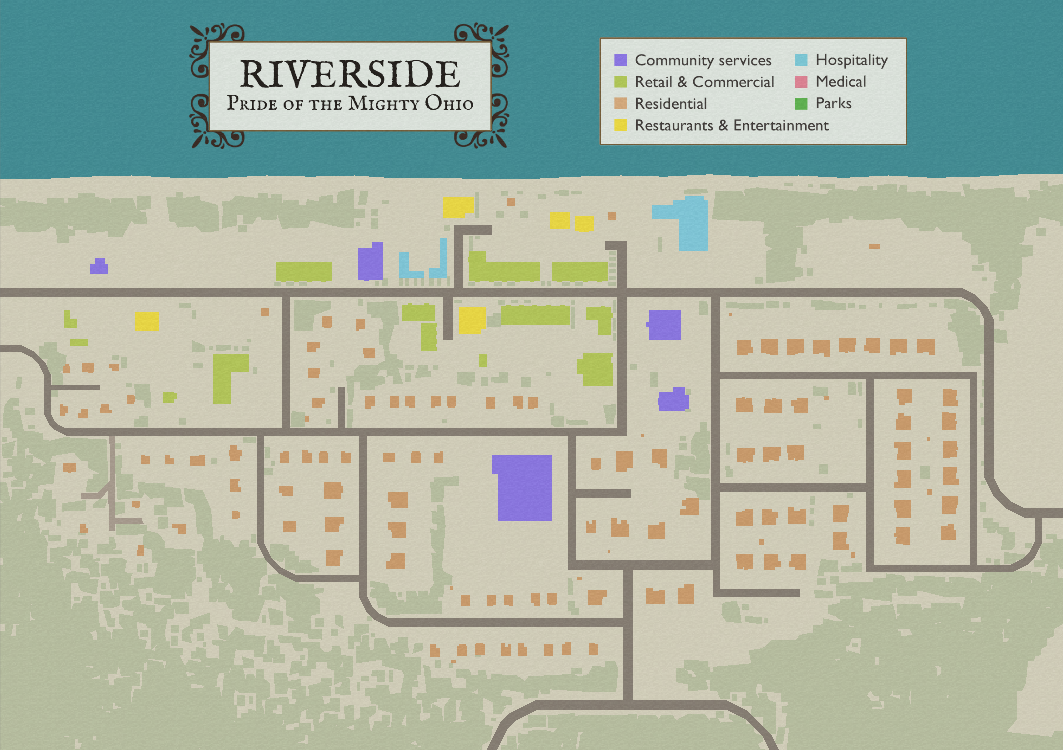 RIVERSIDE
PRIDE OF THE MIGHTY OHIO
Community services
Retail & Commercial
Residential
Restaurants & Entertainment
Hospitality
Medical
Parks